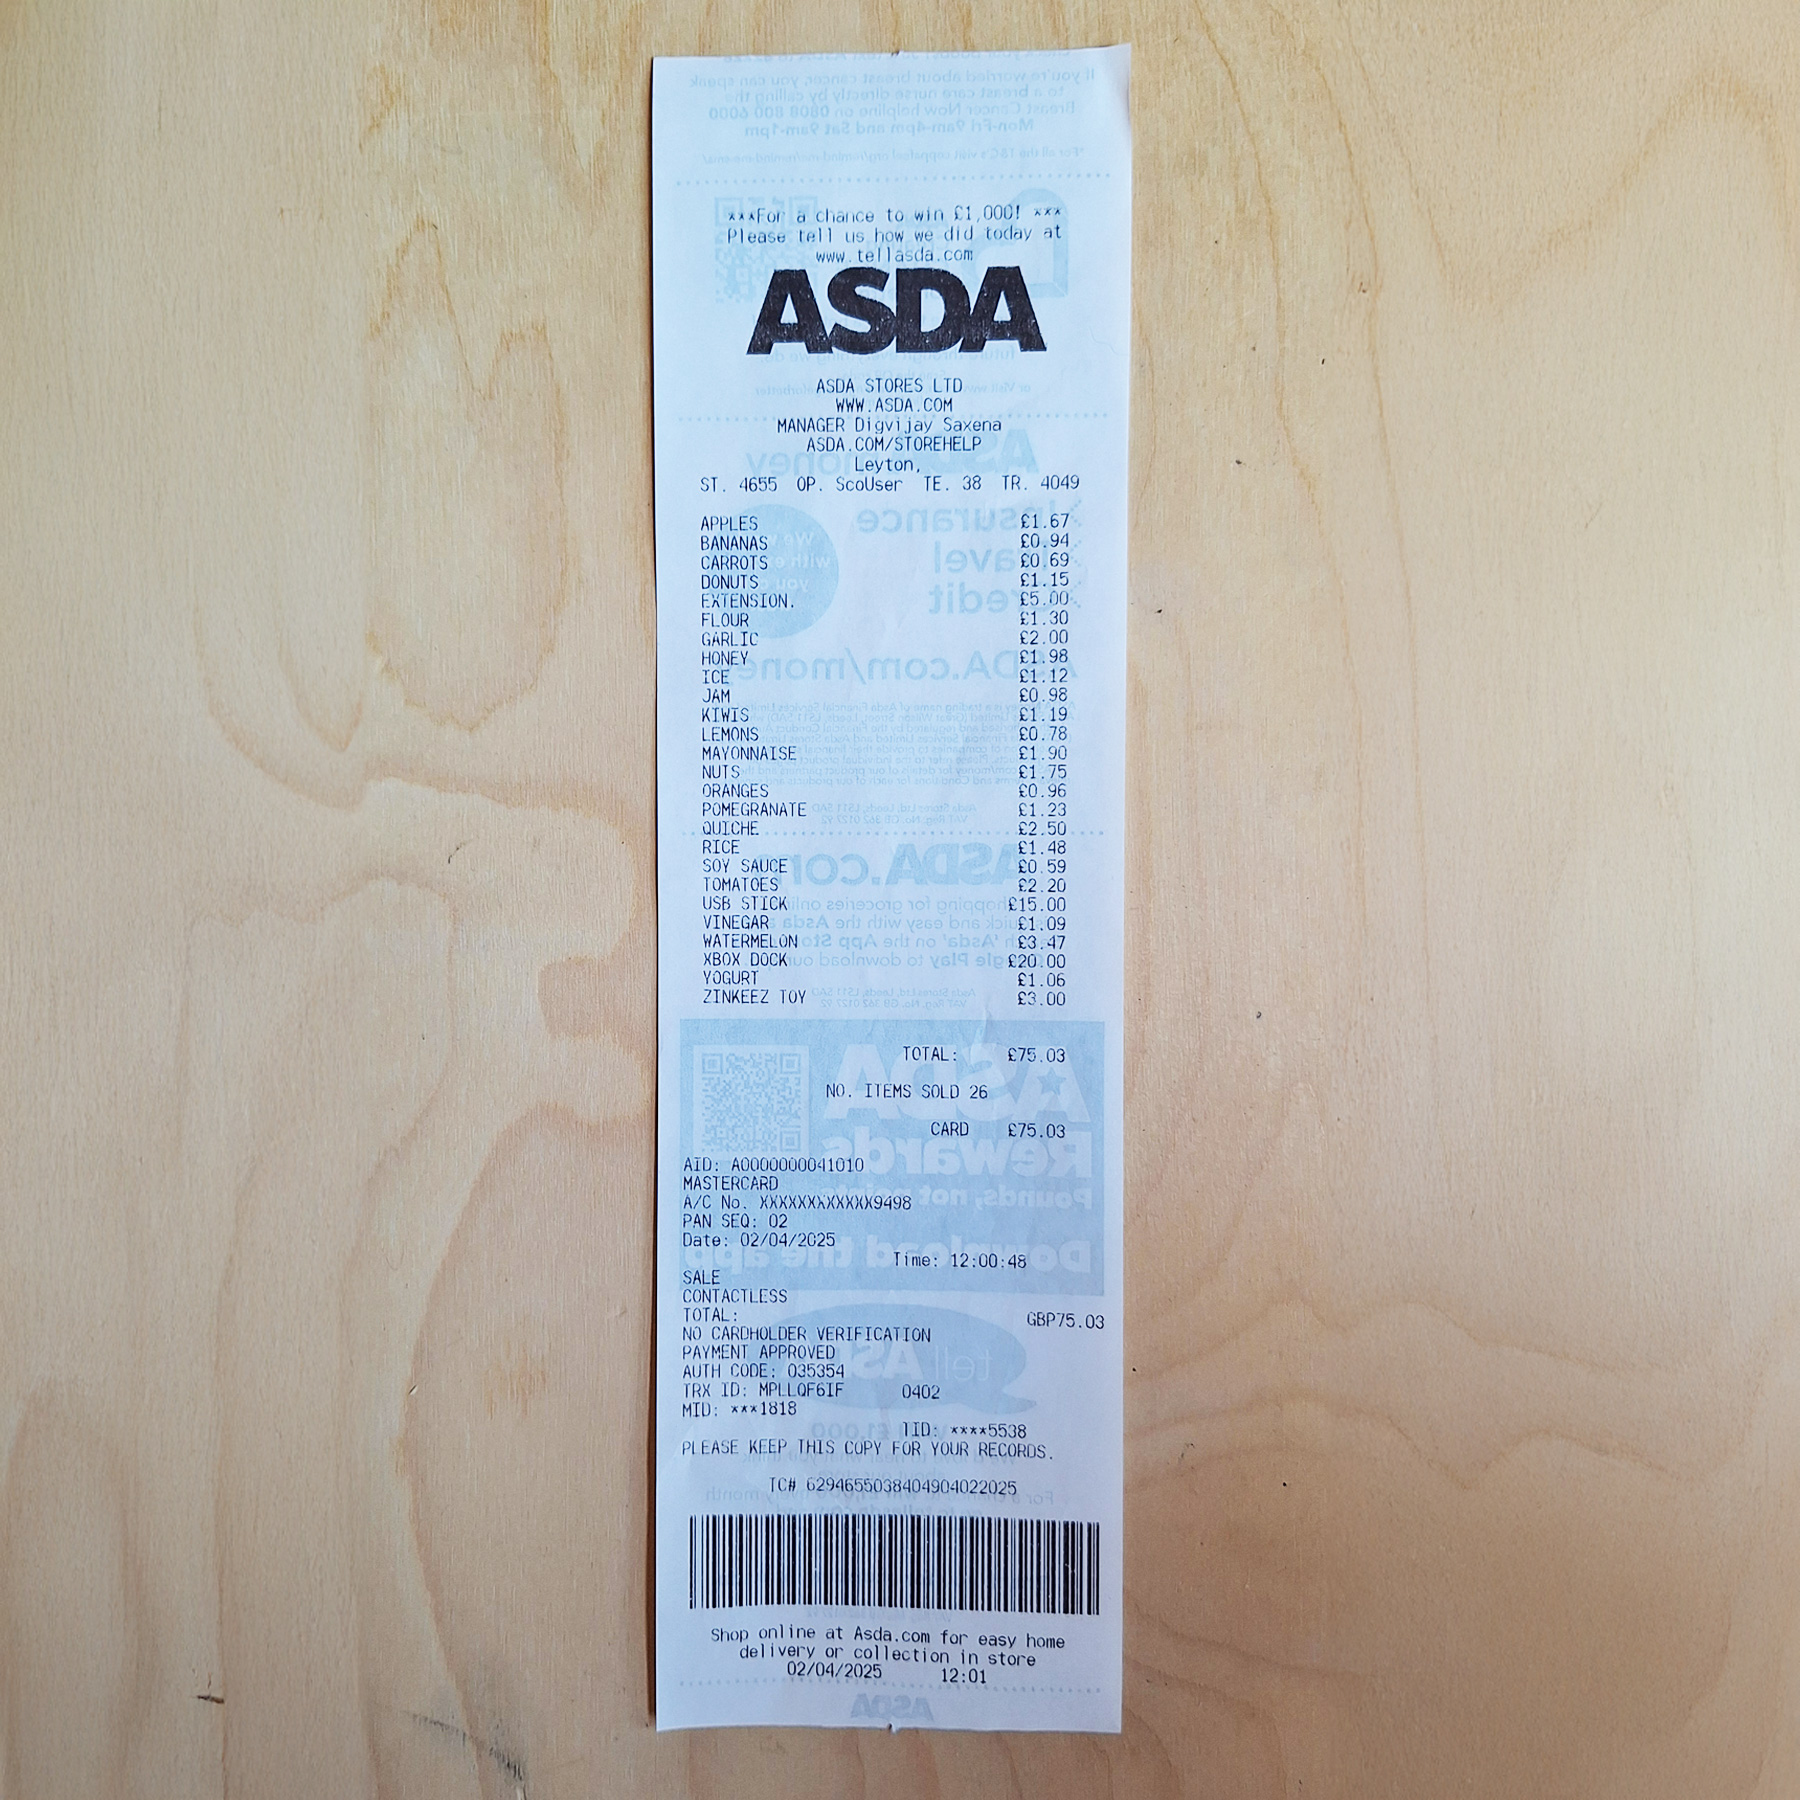 ***For a chance to win £1,000! ***
Please tell us how we did today at
www.tellasda.com
ASDA
ASDA STORES LTD
WWW.ASDA.COM
MANAGER Digvijay Saxena
ASDA.COM/STOREHELP
Leyton,
ST. 4655 OP. ScoUser TE. 38 TR. 4049
APPLES £1.67
BANANAS £0.94
CARROTS £0.69
DONUTS £1.15
EXTENSION. £5.00
FLOUR £1.30
GARLIC £2.00
HONEY £1.98
ICE £1.12
JAM £0.98
KIWIS £1.19
LEMONS £0.78
MAYONNAISE £1.90
NUTS £1.75
ORANGES £0.96
POMEGRANATE £1.23
QUICHE £2.50
RICE £1.48
SOY SAUCE £0.59
TOMATOES £2.20
USB STICK £15.00
VINEGAR £1.09
WATERMELON £3.47
XBOX DOCK £20.00
YOGURT £1.06
ZINKEEZ TOY £3.00
TOTAL: £75.03
NO. ITEMS SOLD 26
CARD £75.03
AID: A0000000041010
MASTERCARD
A/C No. XXXXXXXXXXXX9498
PAN SEQ: 02
Date: 02/04/2025
Time: 12:00:48
SALE
CONTACTLESS
TOTAL: GBP75.03
NO CARDHOLDER VERIFICATION
PAYMENT APPROVED
AUTH CODE: 035354
TRX ID: MPLLQF6IF 0402
MID: ***1818
TID: ****5538
PLEASE KEEP THIS COPY FOR YOUR RECORDS.
TC# 6294655038404904022025
Shop online at Asda.com for easy home
delivery or collection in store
02/04/2025 12:01